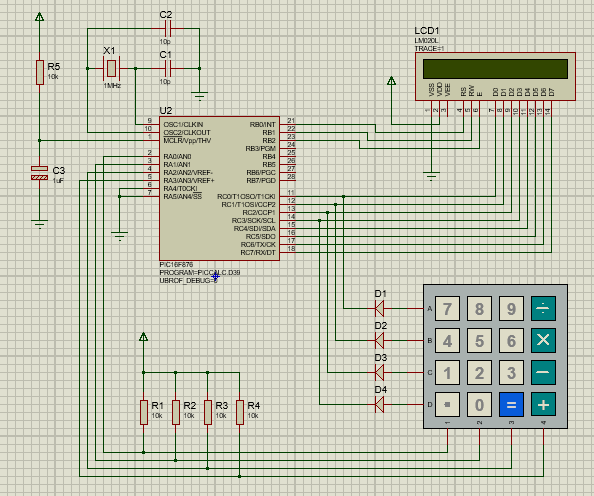 C2
10p
X1
1MHz
C1
10p
R5
10k
C3
1uF
LCD1
LM020L
TRACE=1
VSS VDD VEE RS RW E D0 D1 D2 D3 D4 D5 D6 D7
1 2 3 4 5 6 7 8 9 10 11 12 13 14
U2
9 OSC1/CLKIN RB0/INT 21
10 OSC2/CLKOUT RB1 22
1 MCLR/Vpp/THV RB2 23
RB3/PGM 24
2 RA0/AN0 RB4 25
3 RA1/AN1 RB5 26
4 RA2/AN2/VREF- RB6/PGC 27
5 RA3/AN3/VREF+ RB7/PGD 28
6 RA4/T0CKI
7 RA5/AN4/SS RC0/T1OSO/T1CKI 11
RC1/T1OSI/CCP2 12
RC2/CCP1 13
RC3/SCK/SCL 14
RC4/SDI/SDA 15
RC5/SDO 16
RC6/TX/CK 17
RC7/RX/DT 18
PIC16F876
PROGRAM=PICCALC.D39
D1
D2
D3
D4
A 7 8 9 ÷
B 4 5 6 ×
C 1 2 3 −
D · 0 = +
1 2 3 4
R1
10k
R2
10k
R3
10k
R4
10k